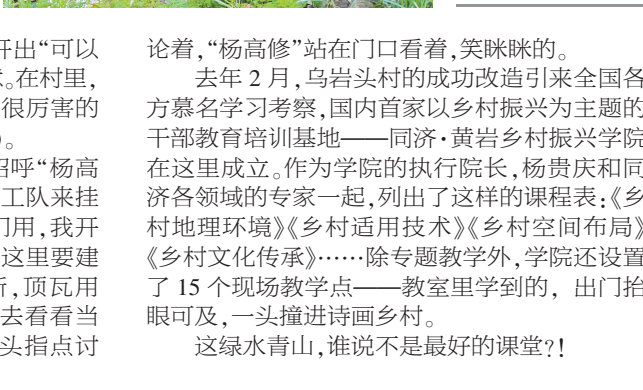 开出“可以
。在村里，
很厉害的
。
招呼“杨高
工队来挂
们用，我开
这里要建
，顶瓦用
去看看当
头指点讨
论着，“杨高修”站在门口看着，笑眯眯的。
去年 2 月，乌岩头村的成功改造引来全国各
方慕名学习考察，国内首家以乡村振兴为主题的
干部教育培训基地——同济·黄岩乡村振兴学院
在这里成立。作为学院的执行院长，杨贵庆和同
济各领域的专家一起，列出了这样的课程表：《乡
村地理环境》《乡村适用技术》《乡村空间布局》
《乡村文化传承》……除专题教学外，学院还设置
了 15 个现场教学点——教室里学到的，出门抬
眼可及，一头撞进诗画乡村。
这绿水青山，谁说不是最好的课堂？！